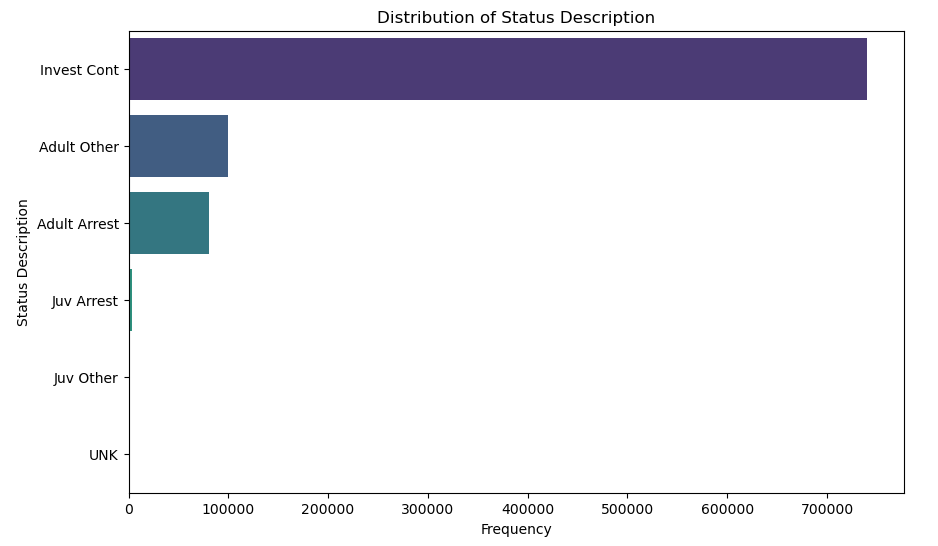 Distribution of Status Description
Status Description
Invest Cont
Adult Other
Adult Arrest
Juv Arrest
Juv Other
UNK
0 100000 200000 300000 400000 500000 600000 700000
Frequency